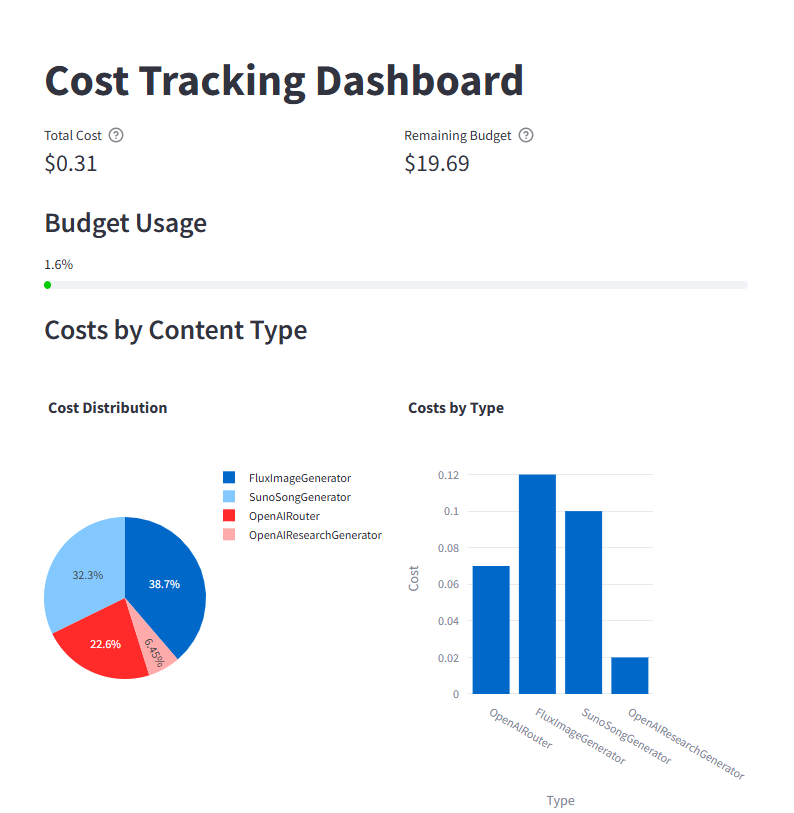 Cost Tracking Dashboard
Total Cost ?
Remaining Budget ?
$0.31
$19.69
Budget Usage
1.6%
Costs by Content Type
Cost Distribution
FluxImageGenerator
SunoSongGenerator
OpenAIRouter
OpenAIResearchGenerator
32.3%
38.7%
22.6%
6.45%
Costs by Type
0.12
0.1
0.08
0.06
0.04
0.02
0
Cost
OpenAIRouter
FluxImageGenerator
SunoSongGenerator
OpenAIResearchGenerator
Type